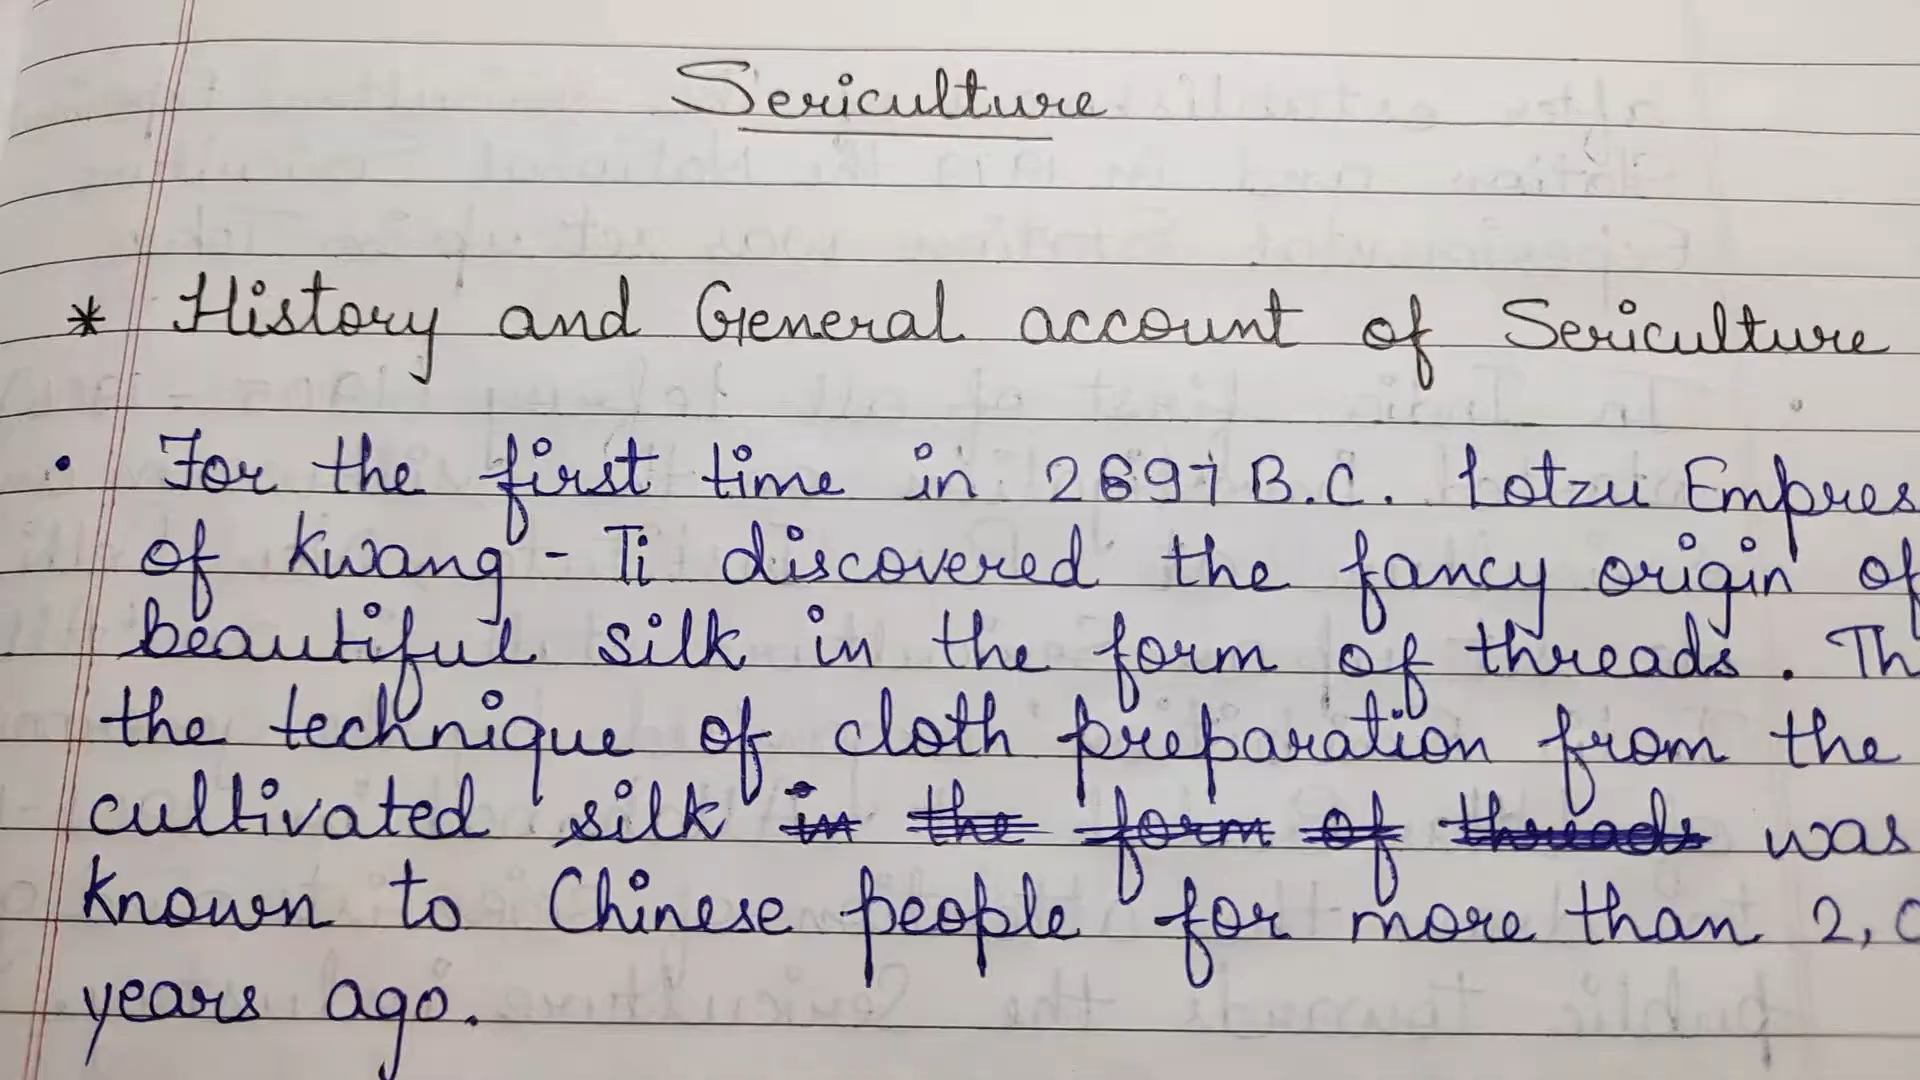 Sericulture
* History and General account of Sericulture
• For the first time in 2697 B.C. Lotzu Empres
of Kwang - Ti discovered the fancy origin of
beautiful silk in the form of threads. Th
the technique of cloth preparation from the
cultivated silk ~~in the form of threads~~ was
known to Chinese people for more than 2,0
years ago.